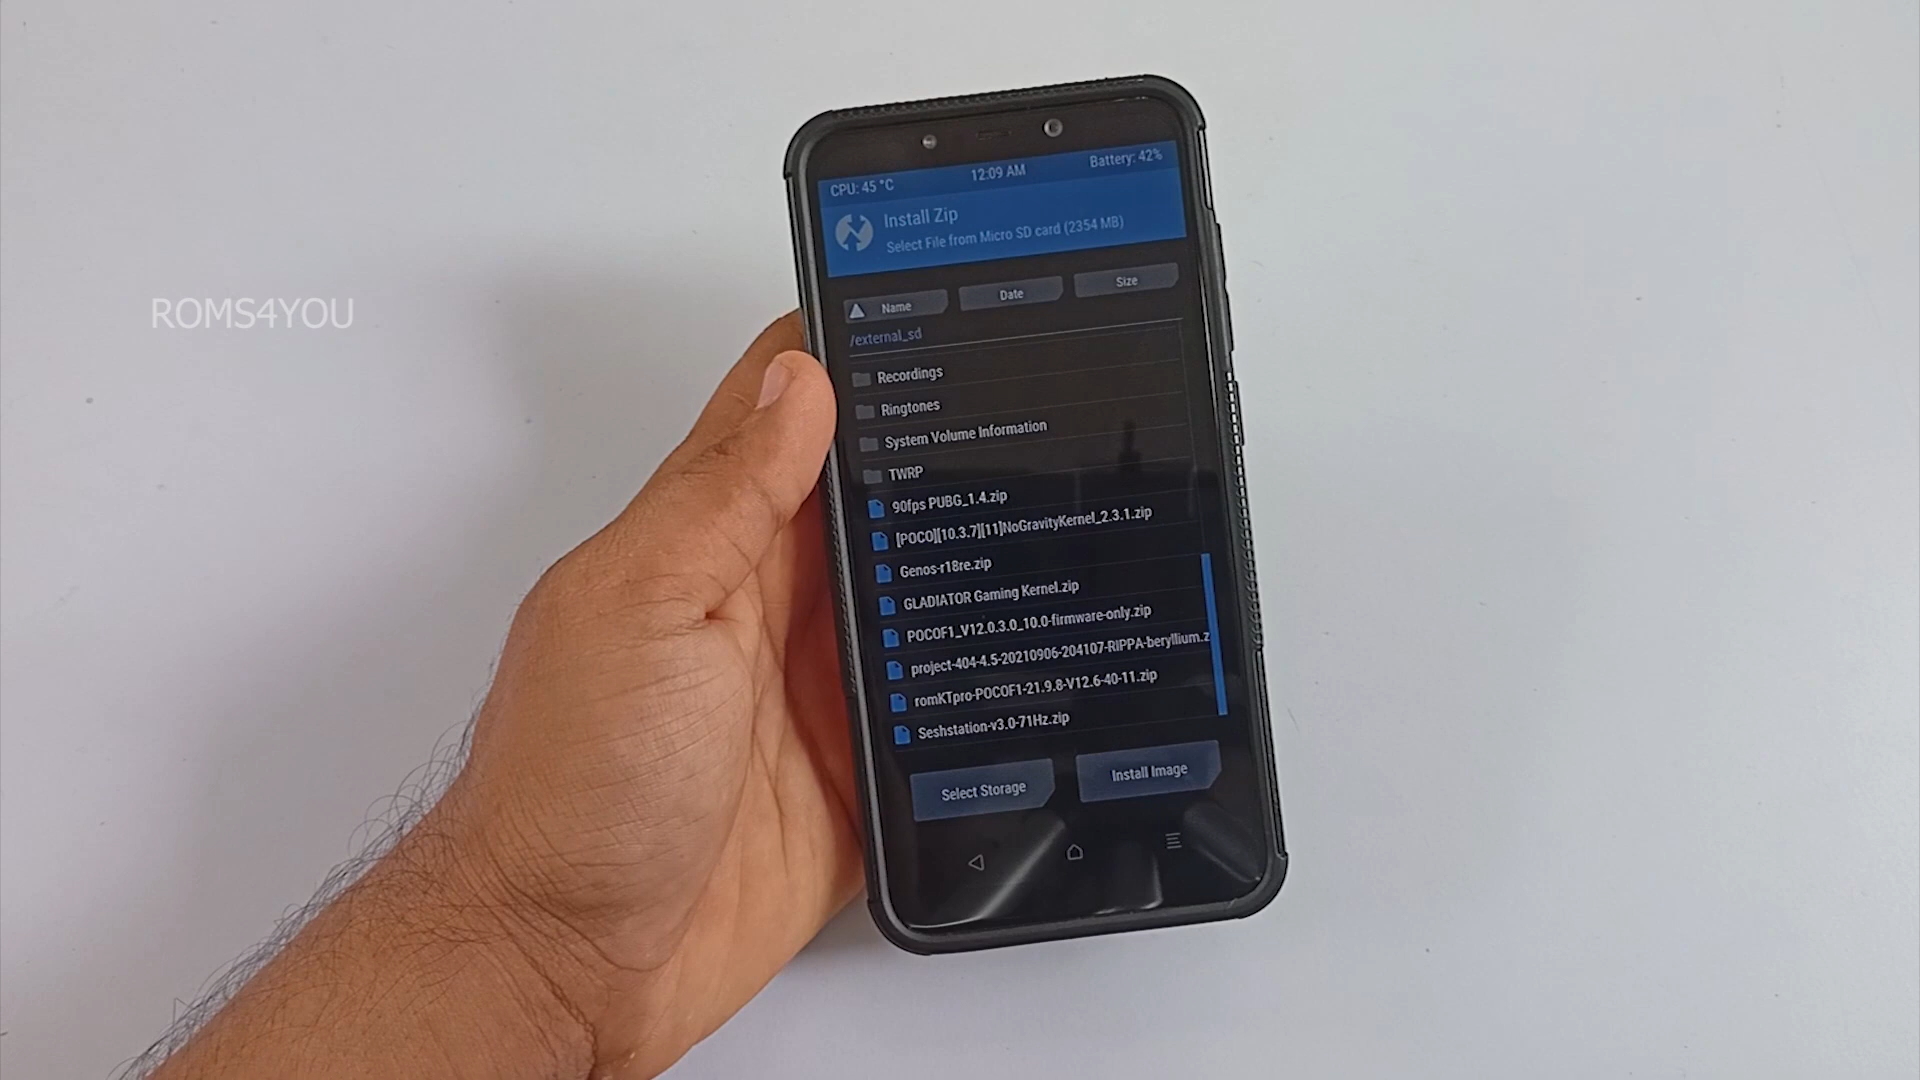 ROMS4YOU
CPU: 45 °C 12:09 AM Battery: 42%
Install Zip
Select File from Micro SD card (2354 MB)
Name Date Size
/external_sd
Recordings
Ringtones
System Volume Information
TWRP
90fps PUBG_1.4.zip
[POCO][10.3.7][11]NoGravityKernel_2.3.1.zip
Genos-r18re.zip
GLADIATOR Gaming Kernel.zip
POCOF1_V12.0.3.0_10.0-firmware-only.zip
project-404-4.5-20210906-204107-RIPPA-beryllium.z
romKTpro-POCOF1-21.9.8-V12.6-40-11.zip
Seshstation-v3.0-71Hz.zip
Select Storage Install Image